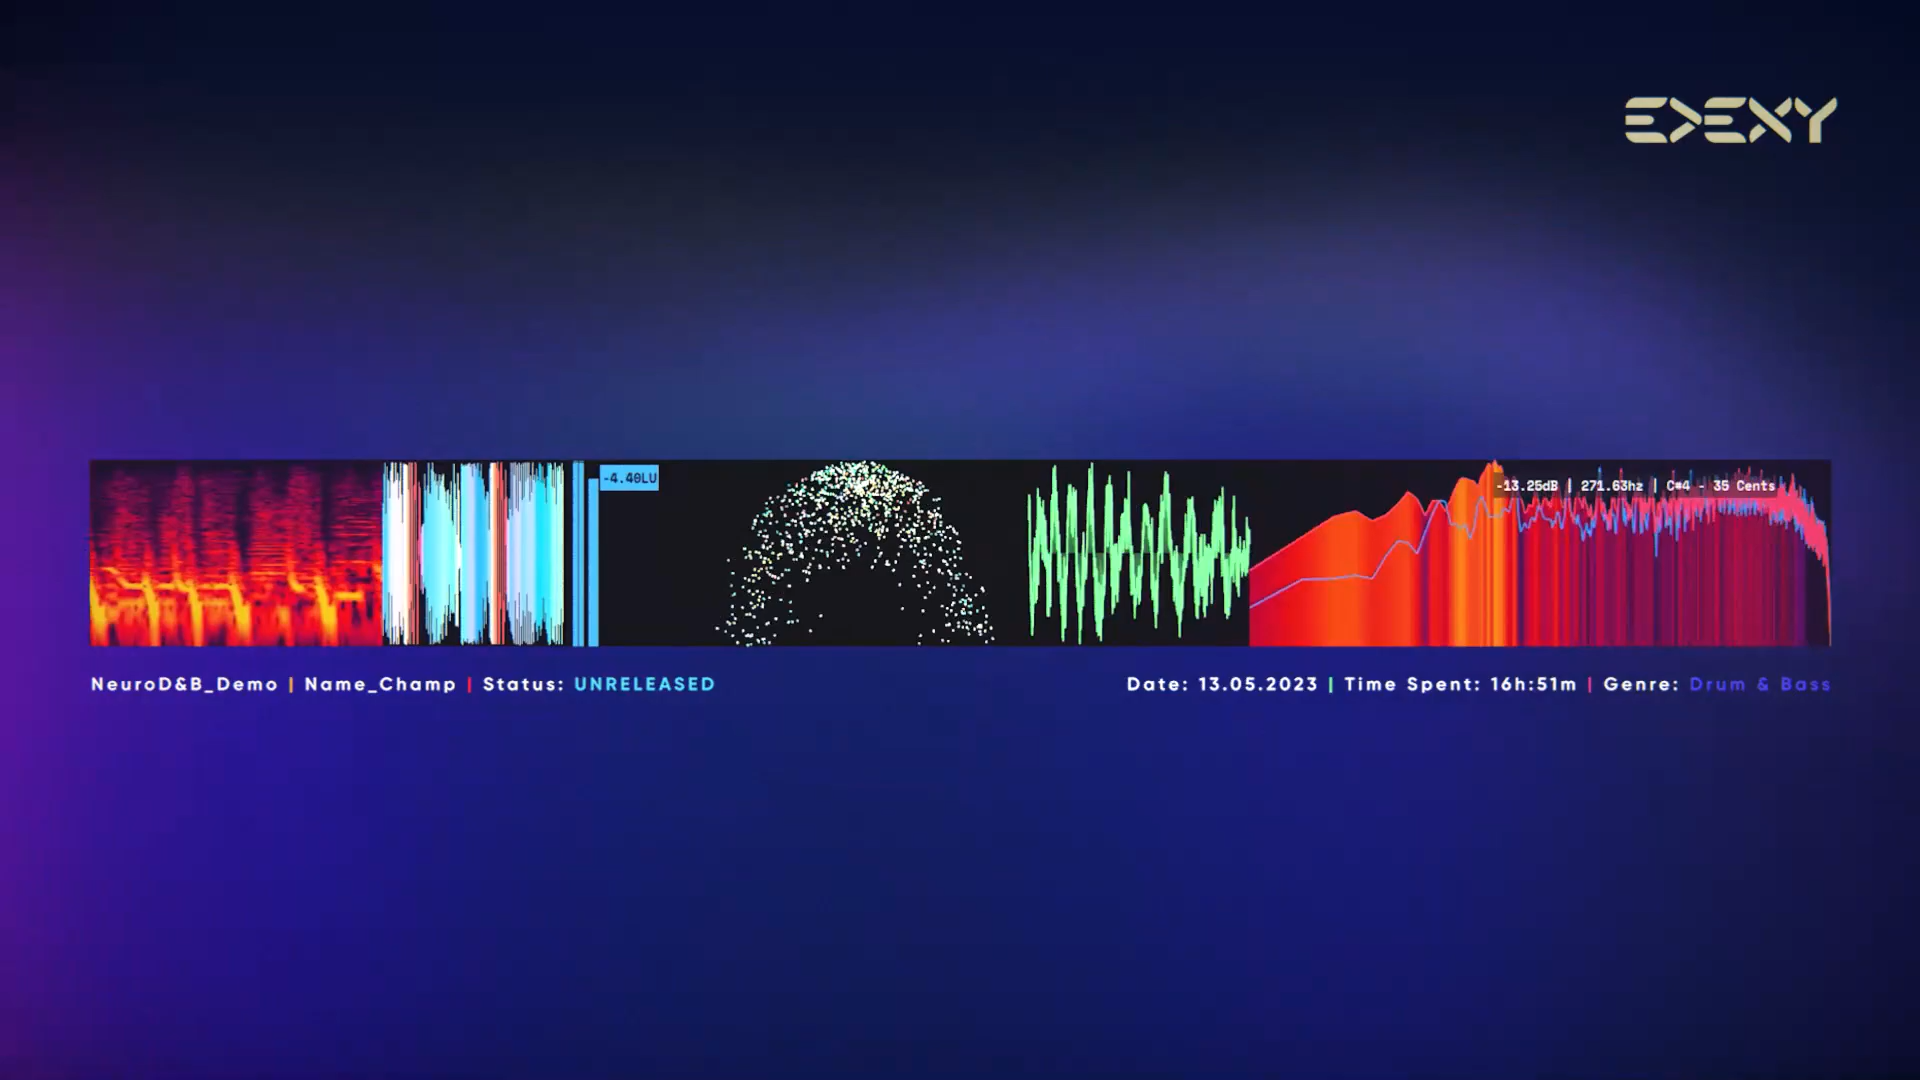 EKEXY
-4.40LU
-13.25dB | 271.63hz | C#4 - 35 Cents
NeuroD&B_Demo | Name_Champ | Status: UNRELEASED
Date: 13.05.2023 | Time Spent: 16h:51m | Genre: Drum & Bass